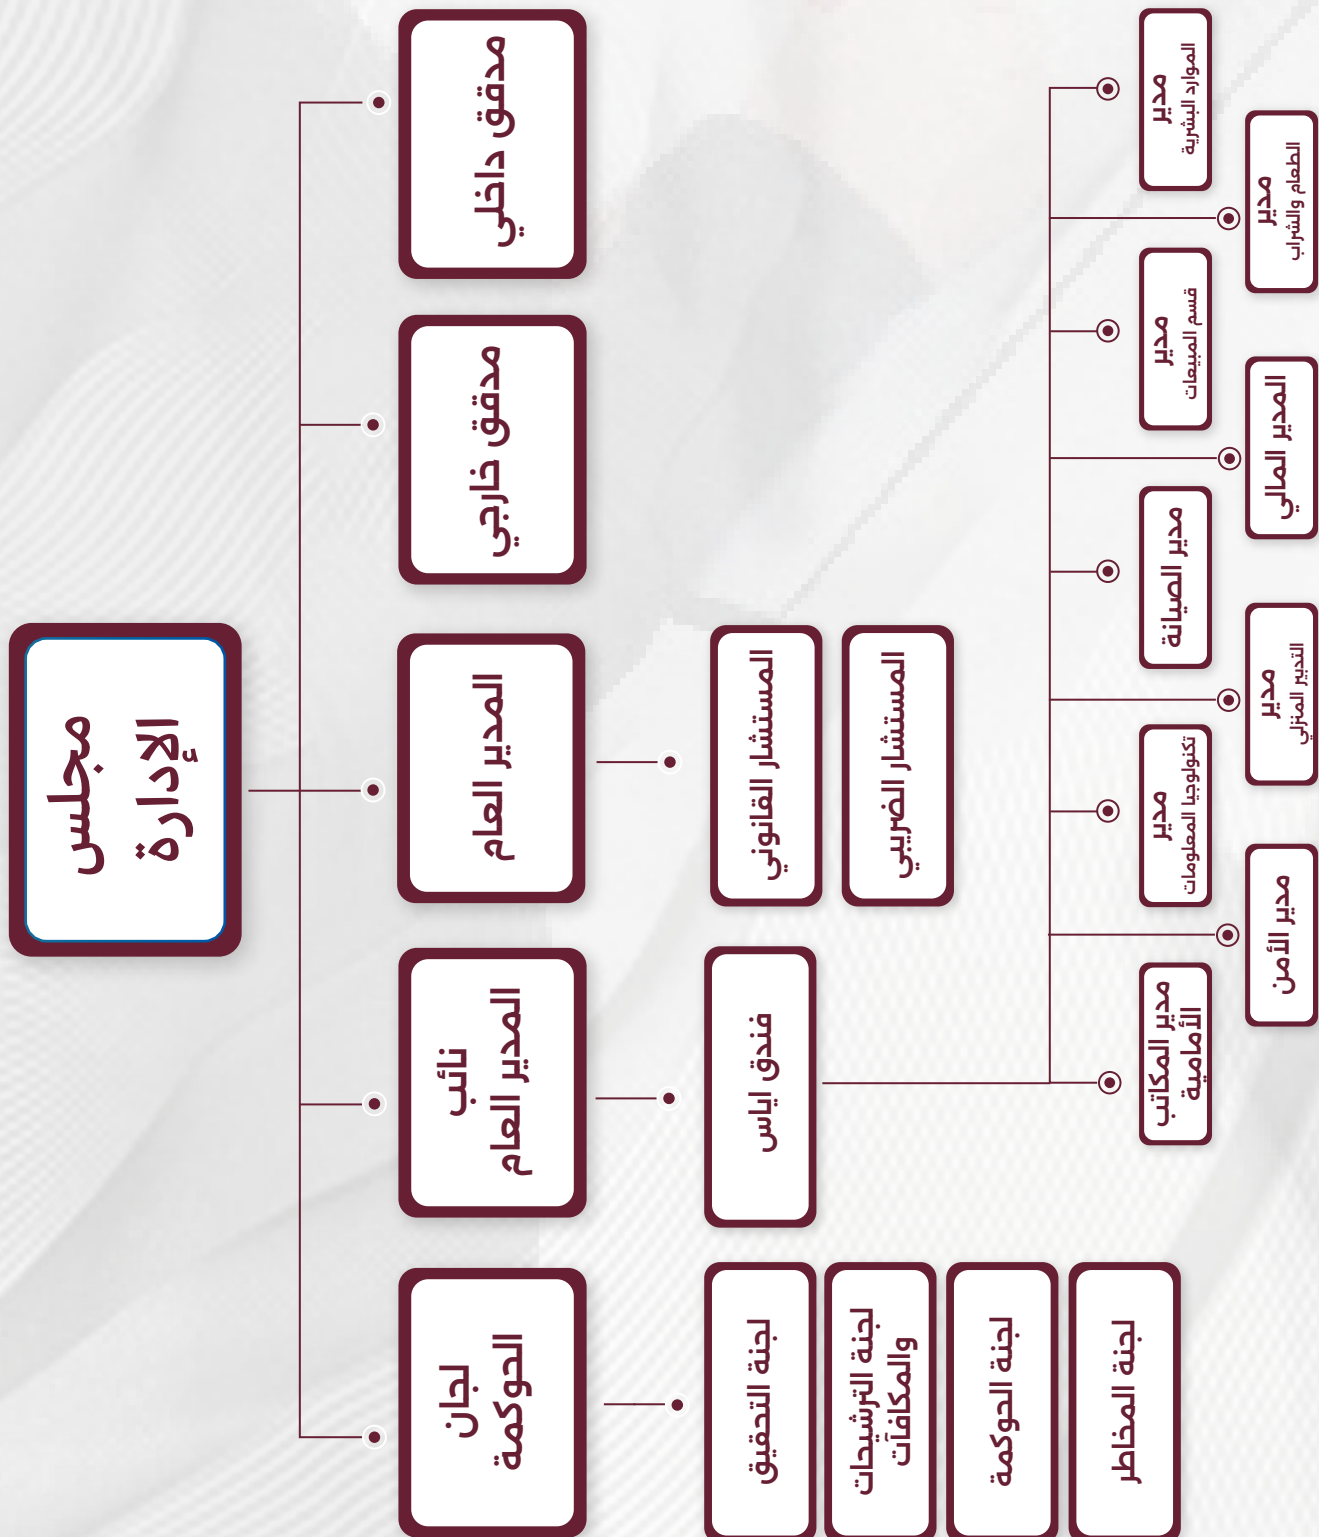 مجلس
الإدارة
مدقق داخلي
مدقق خارجي
المدير العام
نائب
المدير العام
لجان
الحوكمة
المستشار القانوني
المستشار الضريبي
فندق اياس
لجنة التحقيق
لجنة الترشيحات
والمكافآت
لجنة الحوكمة
لجنة المخاطر
مدير
الموارد البشرية
مدير
الطعام والشراب
مدير
قسم المبيعات
المدير المالي
مدير الصيانة
مدير
التدبير المنزلي
مدير
تكنولوجيا المعلومات
مدير الأمن
مدير المكاتب
الأمامية